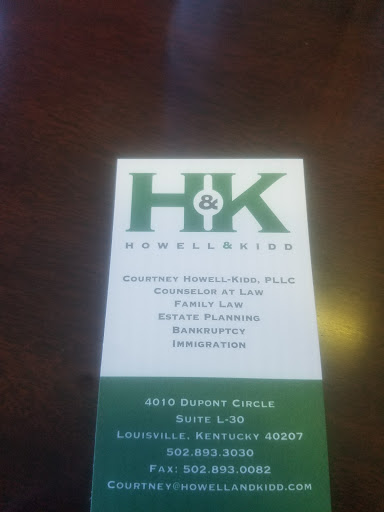 H&K
HOWELL & KIDD
COURTNEY HOWELL-KIDD, PLLC
COUNSELOR AT LAW
FAMILY LAW
ESTATE PLANNING
BANKRUPTCY
IMMIGRATION
4010 DUPONT CIRCLE
SUITE L-30
LOUISVILLE, KENTUCKY 40207
502.893.3030
FAX: 502.893.0082
COURTNEY@HOWELLANDKIDD.COM